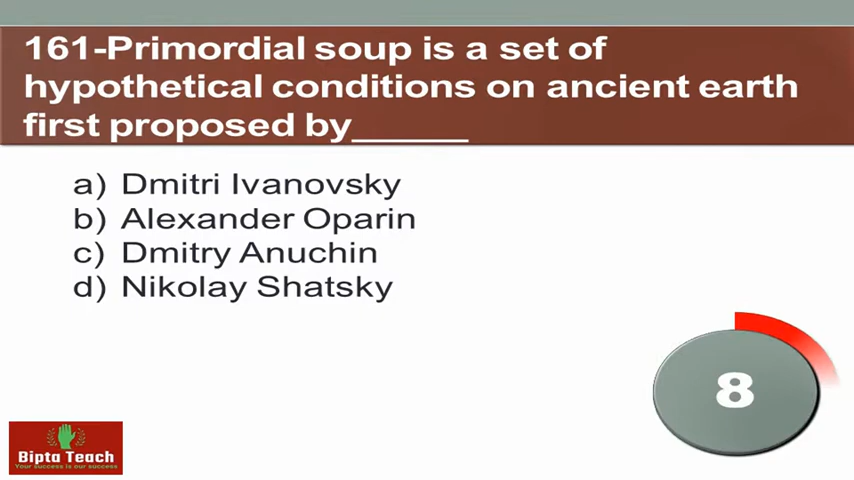 161-Primordial soup is a set of
hypothetical conditions on ancient earth
first proposed by_____
a) Dmitri Ivanovsky
b) Alexander Oparin
c) Dmitry Anuchin
d) Nikolay Shatsky
8
Bipta Teach
Your success is our success